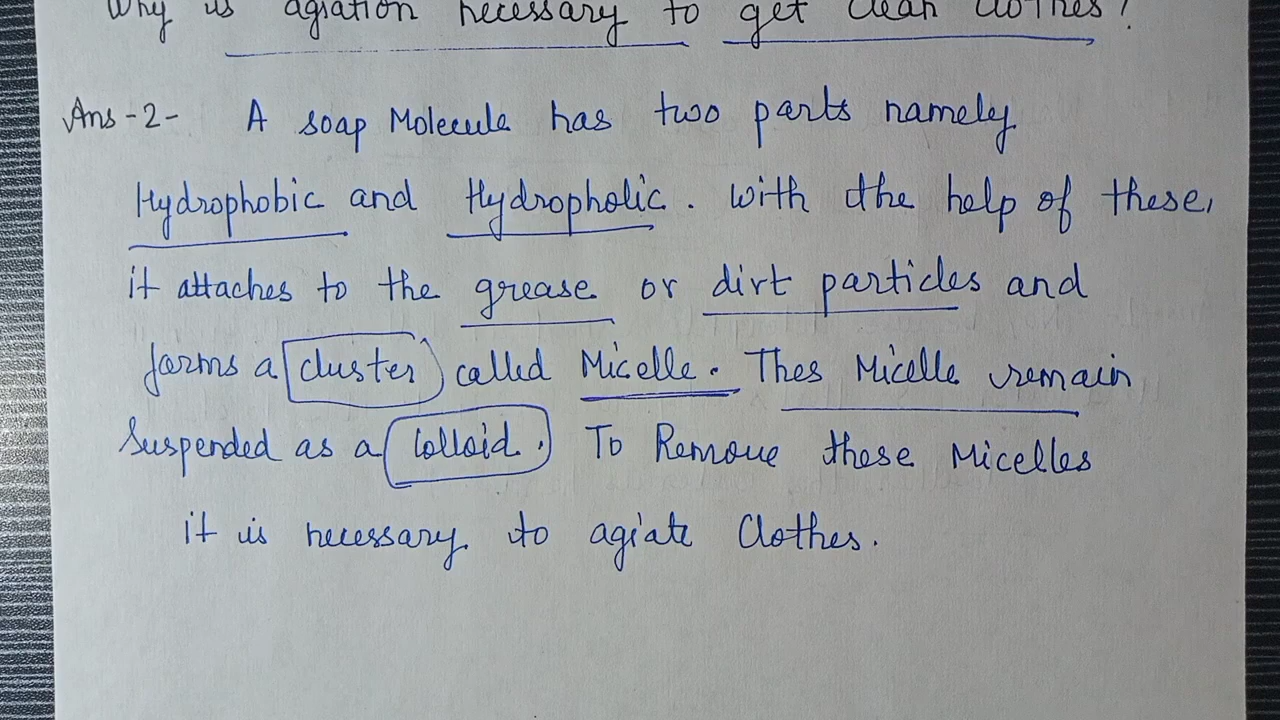 Why is agiation necessary to get clean clothes?
Ans-2- A soap Molecule has two parts namely
Hydrophobic and Hydropholic. With the help of these,
it attaches to the grease or dirt particles and
forms a cluster called Micelle. Thes Micelle remain
Suspended as a Colloid. To Remove these Micelles
it is necessary to agiate Clothes.